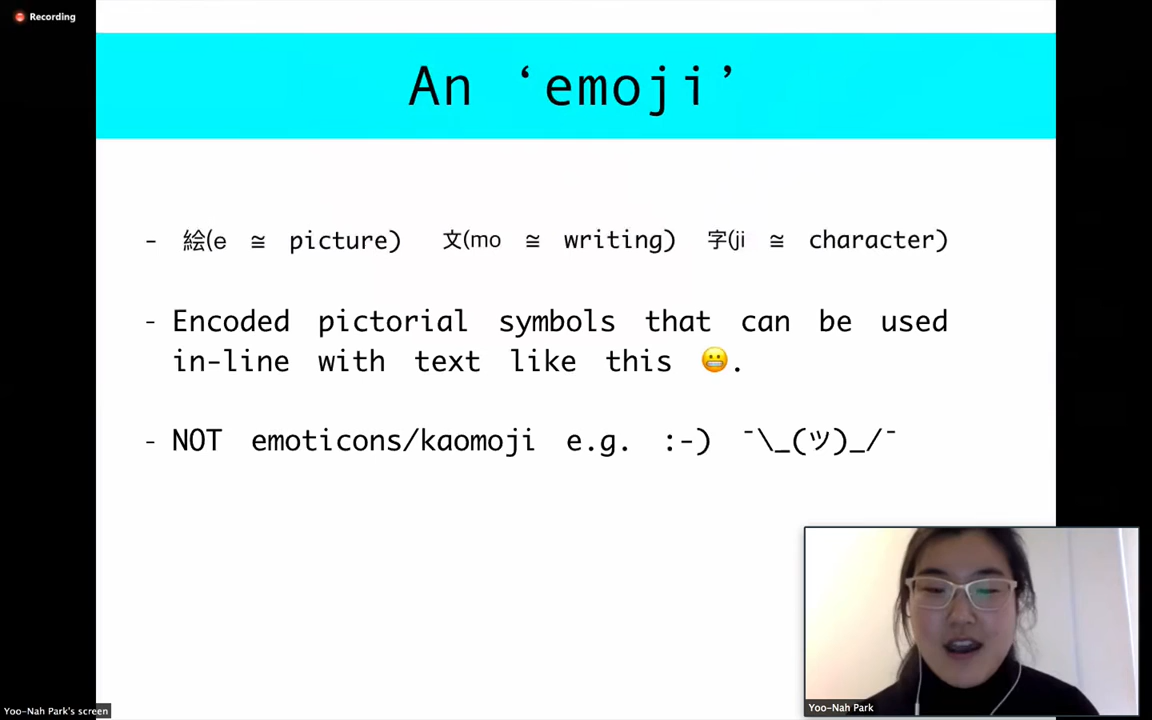 Recording
An ‘emoji’
- 絵(e ≅ picture) 文(mo ≅ writing) 字(ji ≅ character)
- Encoded pictorial symbols that can be used
in-line with text like this 😬.
- NOT emoticons/kaomoji e.g. :-) ¯\_(ツ)_/¯
Yoo-Nah Park
Yoo-Nah Park's screen